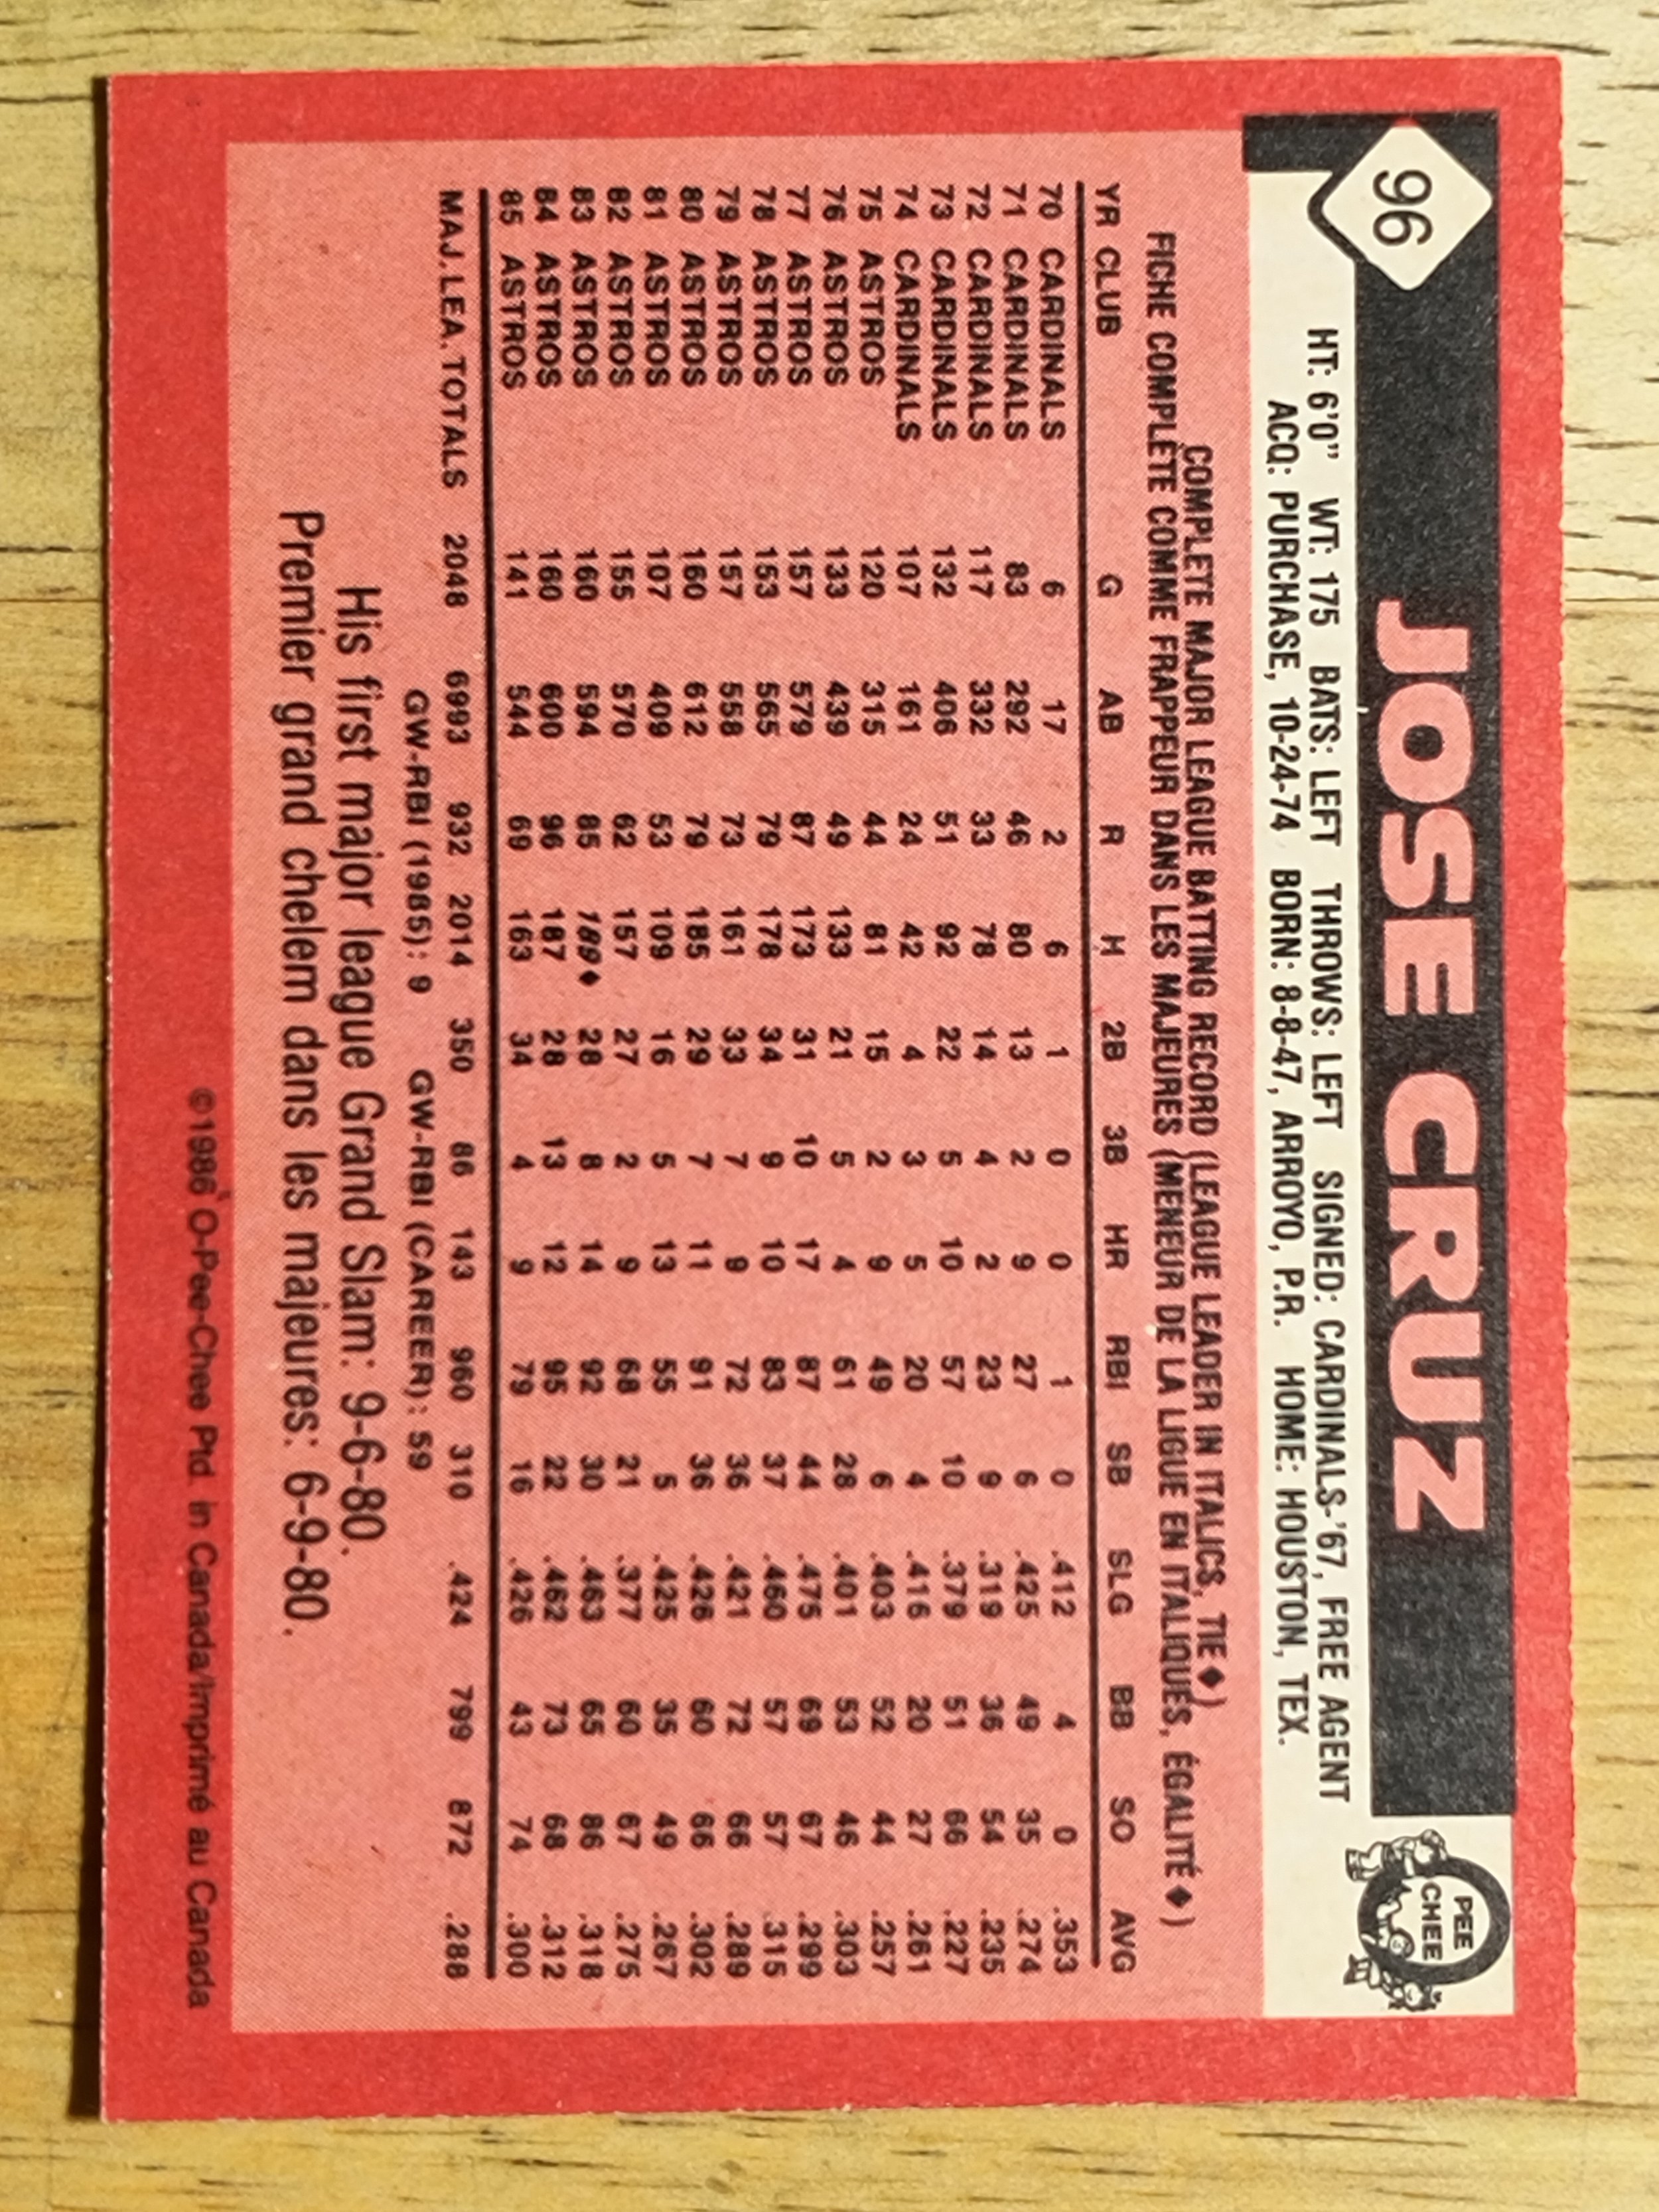 96
JOSE CRUZ
PEE
CHEE
HT: 6'0" WT: 175 BATS: LEFT THROWS: LEFT SIGNED: CARDINALS-'67, FREE AGENT
ACQ: PURCHASE, 10-24-74 BORN: 8-8-47, ARROYO, P.R. HOME: HOUSTON, TEX.
COMPLETE MAJOR LEAGUE BATTING RECORD (LEAGUE LEADER IN ITALICS, TIE ♦)
FICHE COMPLÈTE COMME FRAPPEUR DANS LES MAJEURES (MENEUR DE LA LIGUE EN ITALIQUES, ÉGALITÉ ♦)
YR CLUB G AB R H 2B 3B HR RBI SB SLG BB SO AVG
70 CARDINALS 6 17 2 6 1 0 0 1 0 .412 4 0 .353
71 CARDINALS 83 292 46 80 13 2 9 27 6 .425 49 35 .274
72 CARDINALS 117 332 33 78 14 4 2 23 9 .319 36 54 .235
73 CARDINALS 132 406 51 92 22 5 10 57 10 .379 51 66 .227
74 CARDINALS 107 161 24 42 4 3 5 20 4 .416 20 27 .261
75 ASTROS 120 315 44 81 15 2 9 49 6 .403 52 44 .257
76 ASTROS 133 439 49 133 21 5 4 61 28 .401 53 46 .303
77 ASTROS 157 579 87 173 31 10 17 87 44 .475 69 67 .299
78 ASTROS 153 565 79 178 34 9 10 83 37 .460 57 57 .315
79 ASTROS 157 558 73 161 33 7 9 72 36 .421 72 66 .289
80 ASTROS 160 612 79 185 29 7 11 91 36 .426 60 66 .302
81 ASTROS 107 409 53 109 16 5 13 55 5 .425 35 49 .267
82 ASTROS 155 570 62 157 27 2 9 68 21 .377 60 67 .275
83 ASTROS 160 594 85 189♦ 28 8 14 92 30 .463 65 86 .318
84 ASTROS 160 600 96 187 28 13 12 95 22 .462 73 68 .312
85 ASTROS 141 544 69 163 34 4 9 79 16 .426 43 74 .300
MAJ. LEA. TOTALS 2048 6993 932 2014 350 86 143 960 310 .424 799 872 .288
GW-RBI (1985): 9 GW-RBI (CAREER): 59
His first major league Grand Slam: 9-6-80.
Premier grand chelem dans les majeures: 6-9-80.
©1986 O-Pee-Chee Ptd. in Canada/Imprimé au Canada